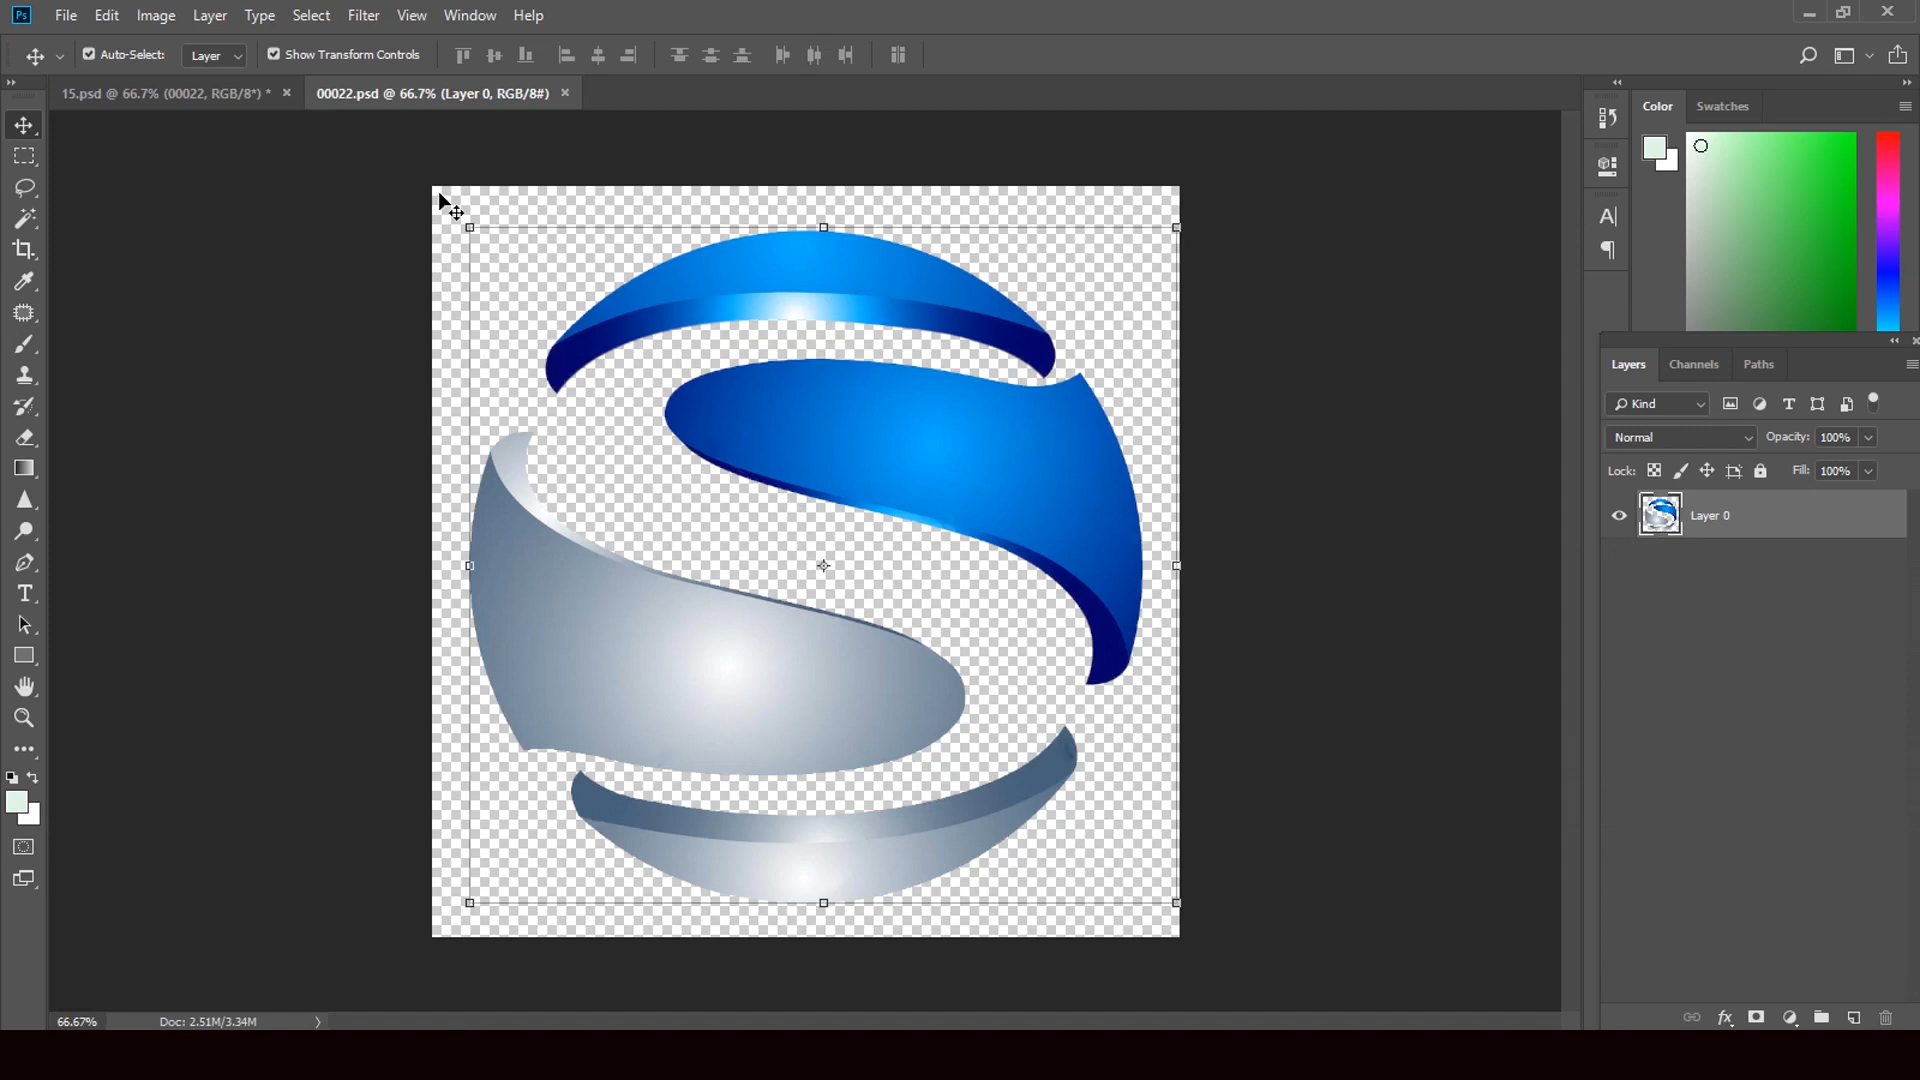 Ps File Edit Image Layer Type Select Filter View Window Help
Auto-Select: Layer Show Transform Controls
15.psd @ 66.7% (00022, RGB/8*) * 00022.psd @ 66.7% (Layer 0, RGB/8#)
Color Swatches
Layers Channels Paths
Kind
Normal Opacity: 100%
Lock: Fill: 100%
Layer 0
66.67% Doc: 2.51M/3.34M